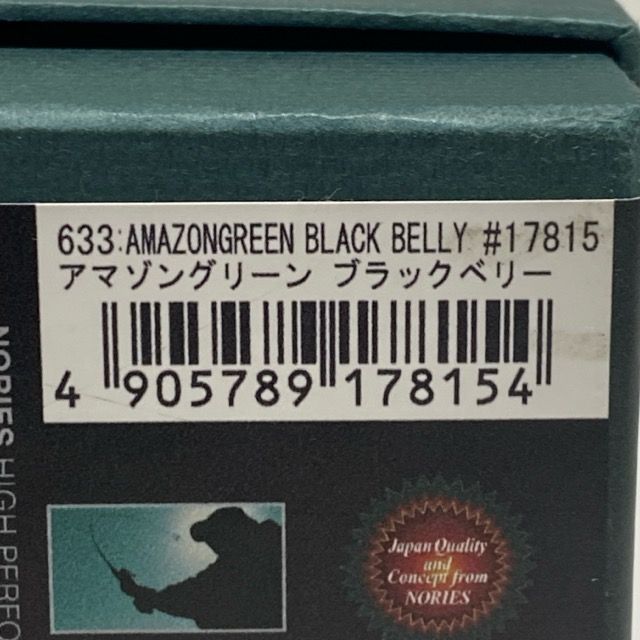 633:AMAZONGREEN BLACK BELLY #17815
アマゾングリーン ブラックベリー
4 905789 178154
NORIES HIGH PERFO
Japan Quality
and
Concept from
NORIES